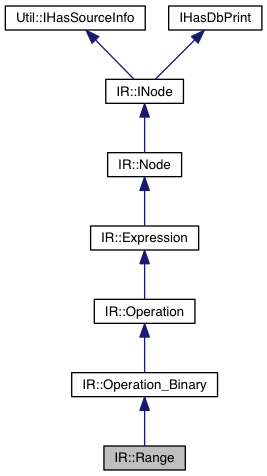 Util::IHasSourceInfo
IHasDbPrint
IR::INode
IR::Node
IR::Expression
IR::Operation
IR::Operation_Binary
IR::Range